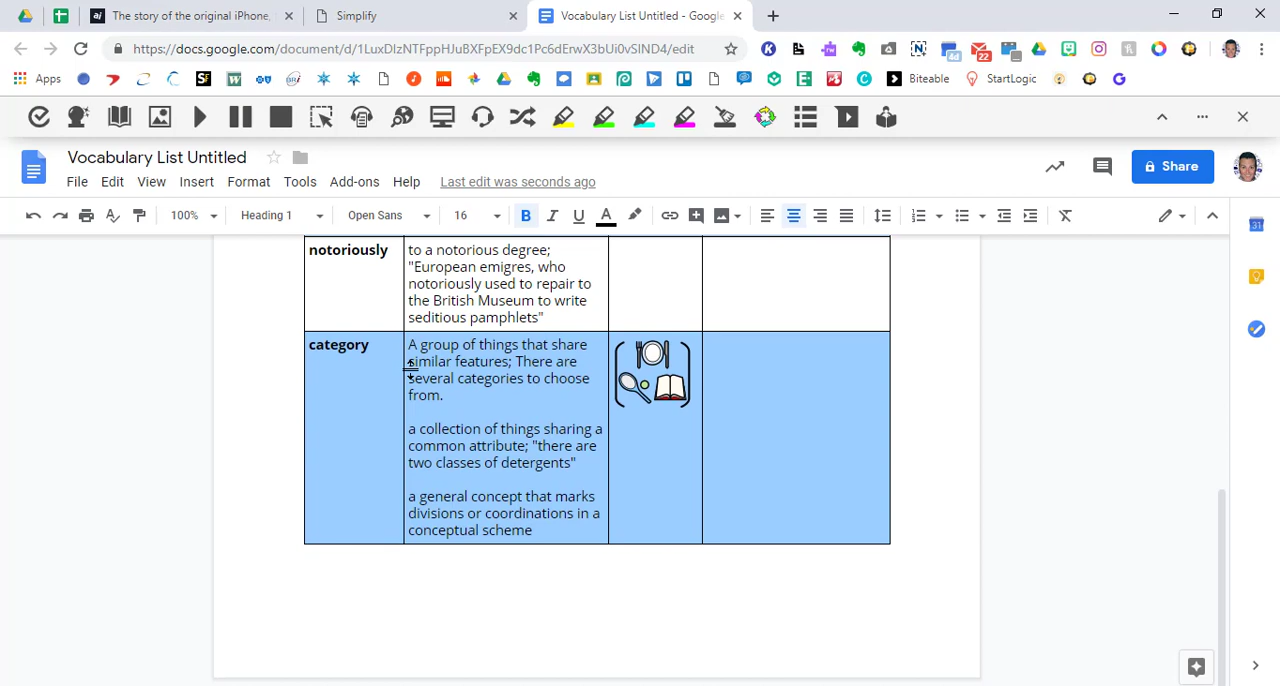 The story of the original iPhone,
Simplify
Vocabulary List Untitled - Google
https://docs.google.com/document/d/1LuxDIzNTFppHJuBXFpEX9dc1Pc6dErwX3bUi0vSIND4/edit
4d
22
Apps
Biteable
StartLogic
Vocabulary List Untitled
Share
File Edit View Insert Format Tools Add-ons Help Last edit was seconds ago
100% Heading 1 Open Sans 16 B I U A
31
notoriously
to a notorious degree;
"European emigres, who
notoriously used to repair to
the British Museum to write
seditious pamphlets"
category
A group of things that share
similar features; There are
several categories to choose
from.
a collection of things sharing a
common attribute; "there are
two classes of detergents"
a general concept that marks
divisions or coordinations in a
conceptual scheme